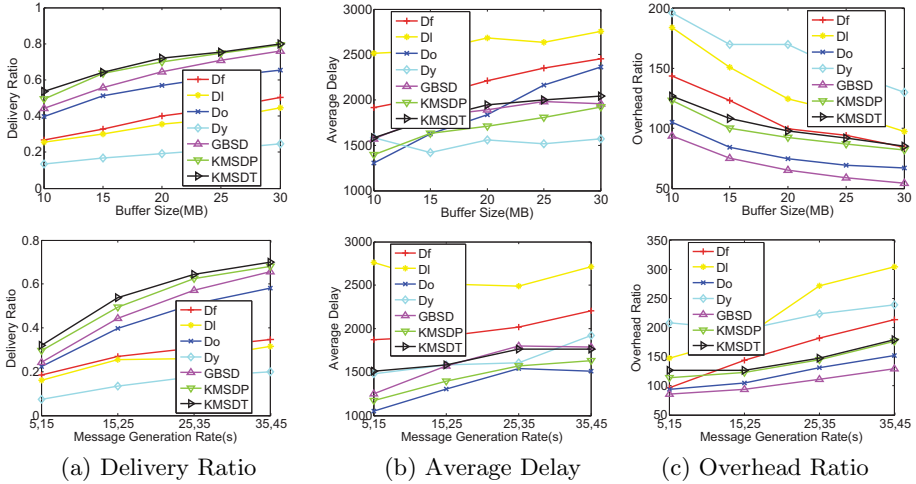 Delivery Ratio
1
0.8
0.6
0.4
0.2
0
10 15 20 25 30
Buffer Size(MB)
Df
Dl
Do
Dy
GBSD
KMSDP
KMSDT
Average Delay
3000
2500
2000
1500
1000
10 15 20 25 30
Buffer Size(MB)
Df
Dl
Do
Dy
GBSD
KMSDP
KMSDT
Overhead Ratio
200
150
100
50
10 15 20 25 30
Buffer Size(MB)
Df
Dl
Do
Dy
GBSD
KMSDP
KMSDT
Delivery Ratio
0.8
0.6
0.4
0.2
0
5,15 15,25 25,35 35,45
Message Generation Rate(s)
Df
Dl
Do
Dy
GBSD
KMSDP
KMSDT
Average Delay
3000
2500
2000
1500
1000
5,15 15,25 25,35 35,45
Message Generation Rate(s)
Df
Dl
Do
Dy
GBSD
KMSDP
KMSDT
Overhead Ratio
350
300
250
200
150
100
50
5,15 15,25 25,35 35,45
Message Generation Rate(s)
Df
Dl
Do
Dy
GBSD
KMSDP
KMSDT
(a) Delivery Ratio
(b) Average Delay
(c) Overhead Ratio